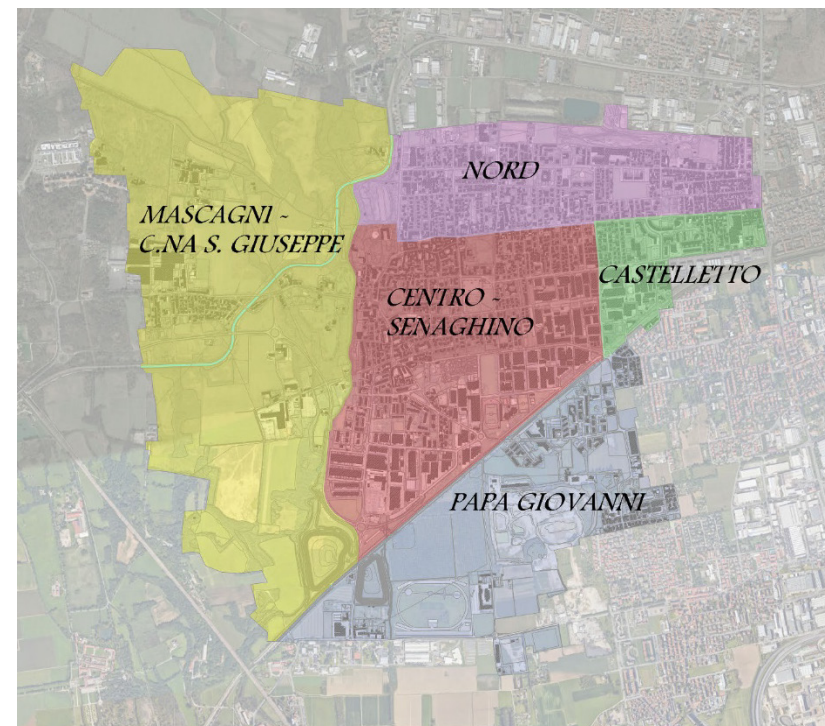 NORD
MASCAGNI -
C.NA S. GIUSEPPE
CASTELLETTO
CENTRO -
SENAGHINO
PAPA GIOVANNI